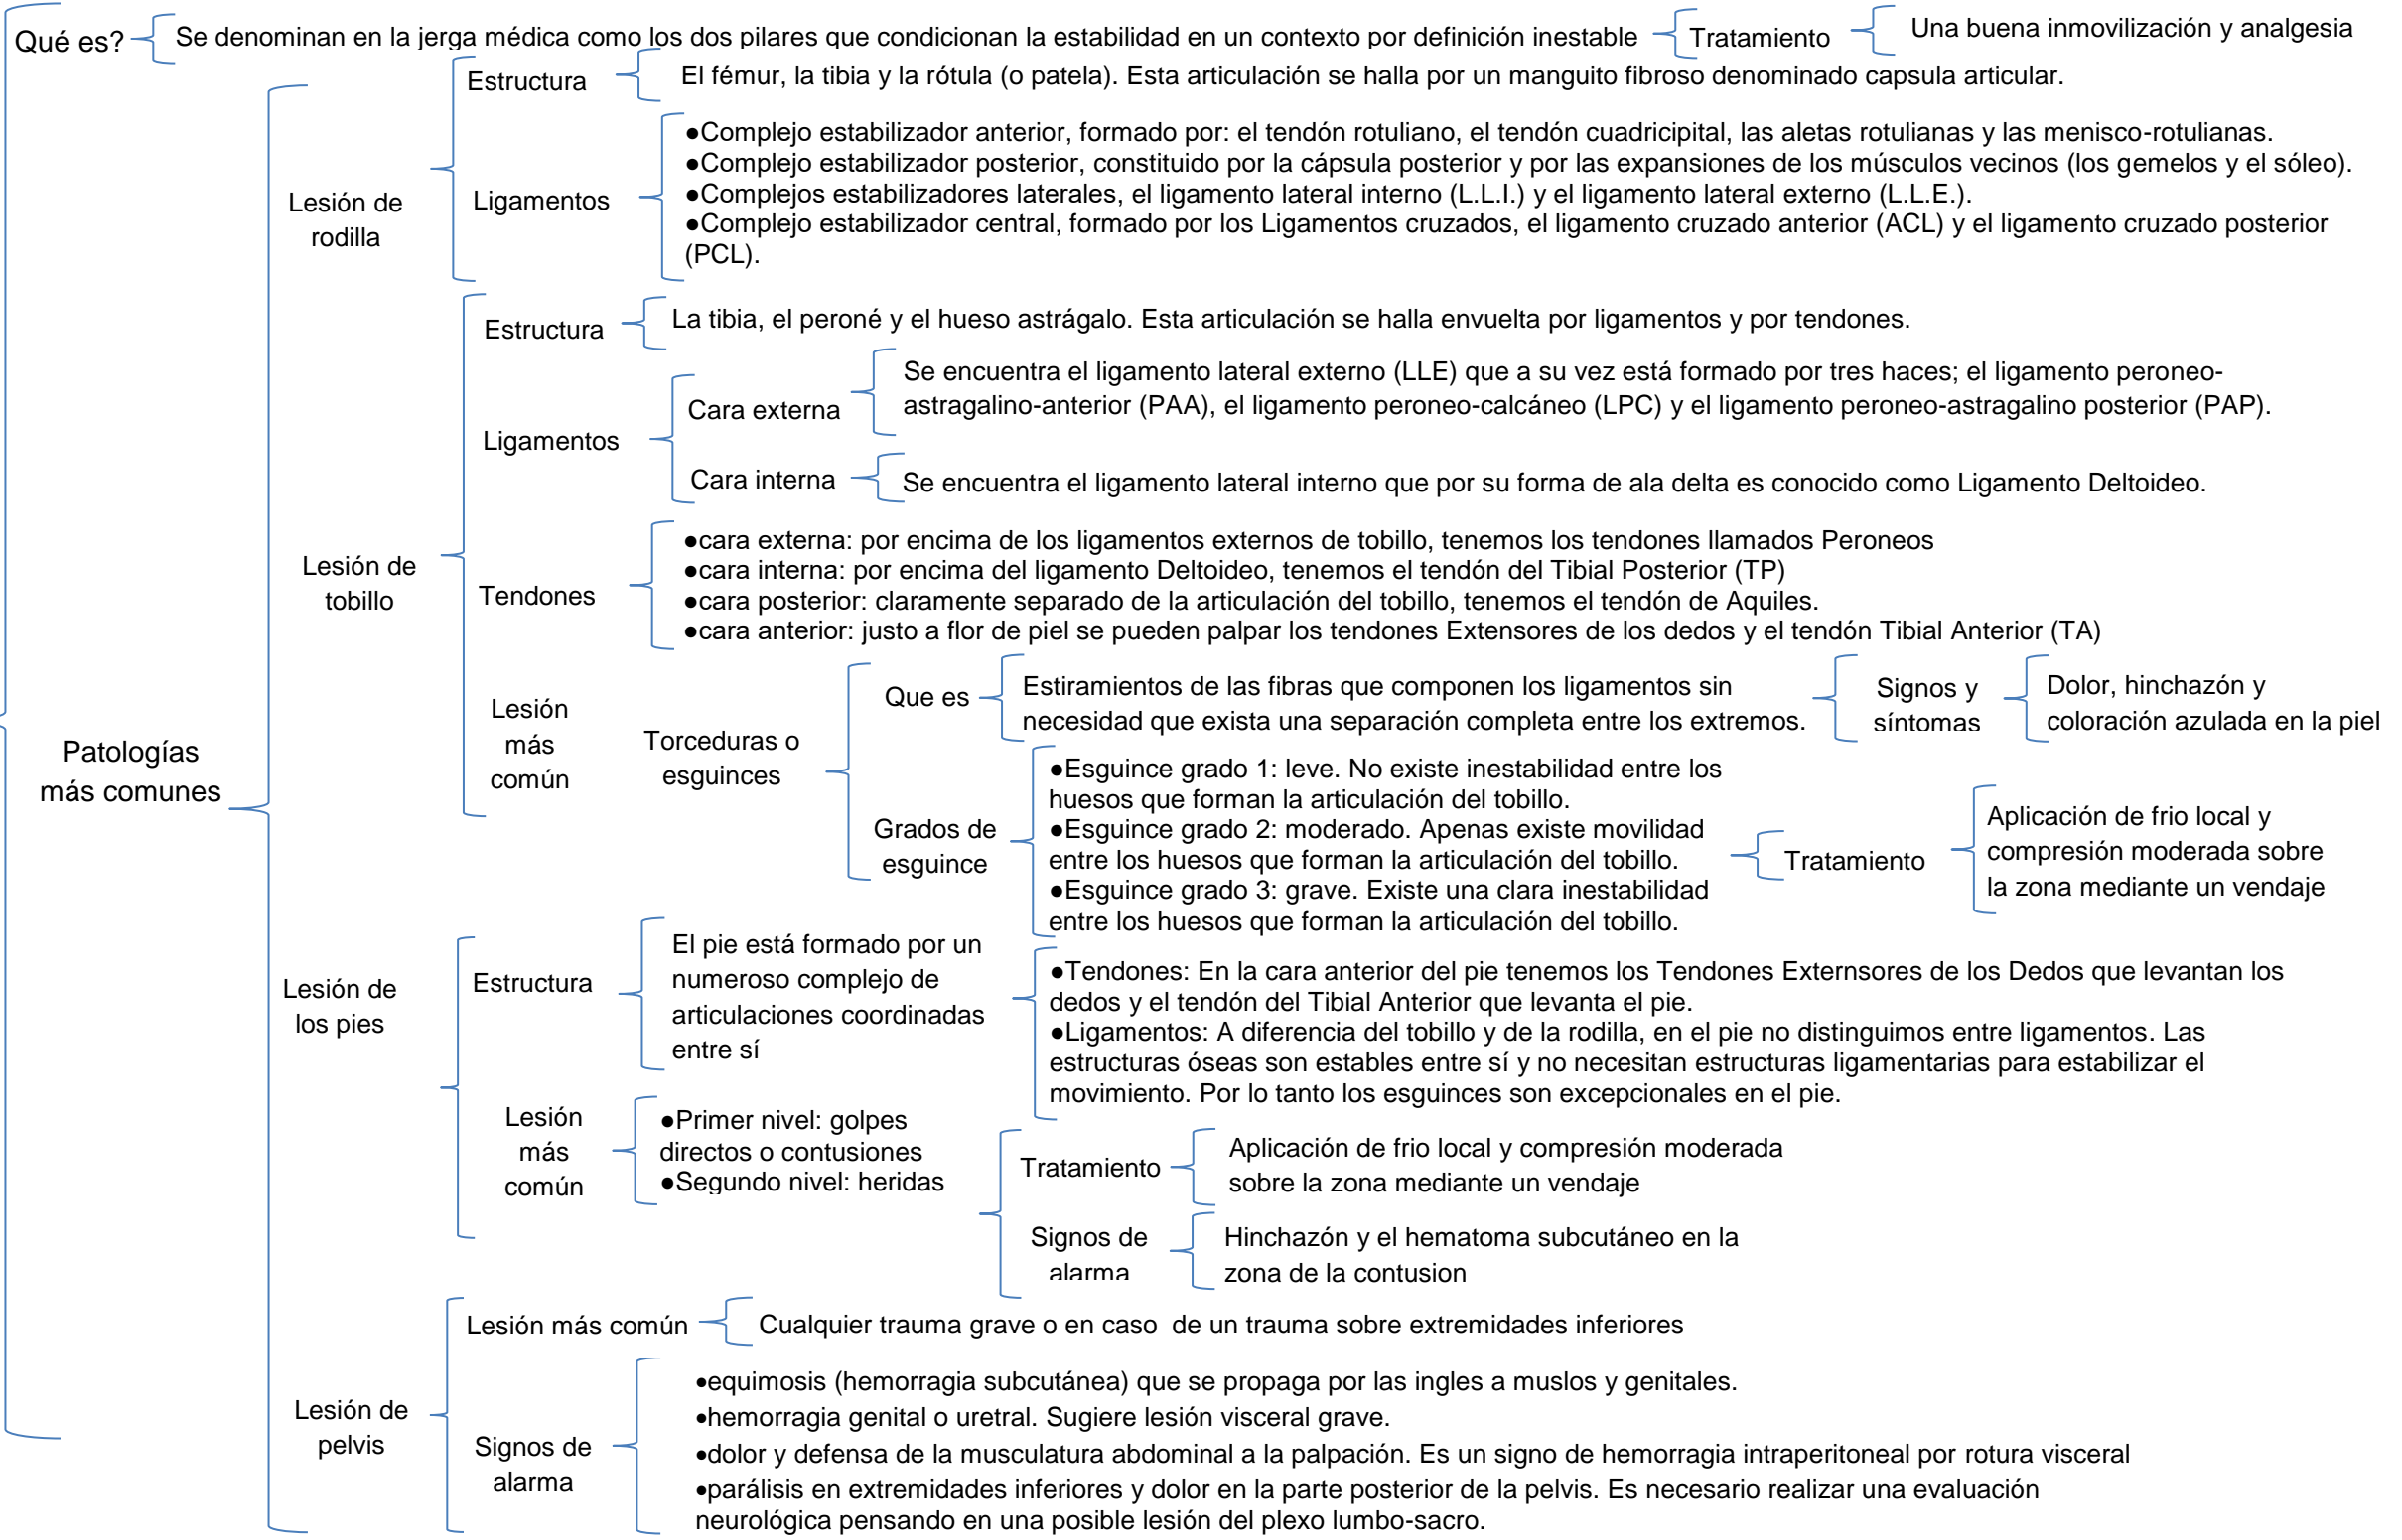 Qué es?
Se denominan en la jerga médica como los dos pilares que condicionan la estabilidad en un contexto por definición inestable
Tratamiento
Una buena inmovilización y analgesia
Patologías
más comunes
Lesión de
rodilla
Estructura
El fémur, la tibia y la rótula (o patela). Esta articulación se halla por un manguito fibroso denominado capsula articular.
Ligamentos
●Complejo estabilizador anterior, formado por: el tendón rotuliano, el tendón cuadricipital, las aletas rotulianas y las menisco-rotulianas.
●Complejo estabilizador posterior, constituido por la cápsula posterior y por las expansiones de los músculos vecinos (los gemelos y el sóleo).
●Complejos estabilizadores laterales, el ligamento lateral interno (L.L.I.) y el ligamento lateral externo (L.L.E.).
●Complejo estabilizador central, formado por los Ligamentos cruzados, el ligamento cruzado anterior (ACL) y el ligamento cruzado posterior
(PCL).
Lesión de
tobillo
Estructura
La tibia, el peroné y el hueso astrágalo. Esta articulación se halla envuelta por ligamentos y por tendones.
Ligamentos
Cara externa
Se encuentra el ligamento lateral externo (LLE) que a su vez está formado por tres haces; el ligamento peroneo-
astragalino-anterior (PAA), el ligamento peroneo-calcáneo (LPC) y el ligamento peroneo-astragalino posterior (PAP).
Cara interna
Se encuentra el ligamento lateral interno que por su forma de ala delta es conocido como Ligamento Deltoideo.
Tendones
●cara externa: por encima de los ligamentos externos de tobillo, tenemos los tendones llamados Peroneos
●cara interna: por encima del ligamento Deltoideo, tenemos el tendón del Tibial Posterior (TP)
●cara posterior: claramente separado de la articulación del tobillo, tenemos el tendón de Aquiles.
●cara anterior: justo a flor de piel se pueden palpar los tendones Extensores de los dedos y el tendón Tibial Anterior (TA)
Lesión
más
común
Torceduras o
esguinces
Que es
Estiramientos de las fibras que componen los ligamentos sin
necesidad que exista una separación completa entre los extremos.
Signos y
síntomas
Dolor, hinchazón y
coloración azulada en la piel
Grados de
esguince
●Esguince grado 1: leve. No existe inestabilidad entre los
huesos que forman la articulación del tobillo.
●Esguince grado 2: moderado. Apenas existe movilidad
entre los huesos que forman la articulación del tobillo.
●Esguince grado 3: grave. Existe una clara inestabilidad
entre los huesos que forman la articulación del tobillo.
Tratamiento
Aplicación de frio local y
compresión moderada sobre
la zona mediante un vendaje
Lesión de
los pies
Estructura
El pie está formado por un
numeroso complejo de
articulaciones coordinadas
entre sí
●Tendones: En la cara anterior del pie tenemos los Tendones Externsores de los Dedos que levantan los
dedos y el tendón del Tibial Anterior que levanta el pie.
●Ligamentos: A diferencia del tobillo y de la rodilla, en el pie no distinguimos entre ligamentos. Las
estructuras óseas son estables entre sí y no necesitan estructuras ligamentarias para estabilizar el
movimiento. Por lo tanto los esguinces son excepcionales en el pie.
Lesión
más
común
●Primer nivel: golpes
directos o contusiones
●Segundo nivel: heridas
Tratamiento
Aplicación de frio local y compresión moderada
sobre la zona mediante un vendaje
Signos de
alarma
Hinchazón y el hematoma subcutáneo en la
zona de la contusion
Lesión de
pelvis
Lesión más común
Cualquier trauma grave o en caso de un trauma sobre extremidades inferiores
Signos de
alarma
●equimosis (hemorragia subcutánea) que se propaga por las ingles a muslos y genitales.
●hemorragia genital o uretral. Sugiere lesión visceral grave.
●dolor y defensa de la musculatura abdominal a la palpación. Es un signo de hemorragia intraperitoneal por rotura visceral
●parálisis en extremidades inferiores y dolor en la parte posterior de la pelvis. Es necesario realizar una evaluación
neurológica pensando en una posible lesión del plexo lumbo-sacro.